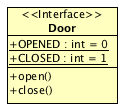 <<Interface>>
Door
+OPENED : int = 0
+CLOSED : int = 1
+open()
+close()